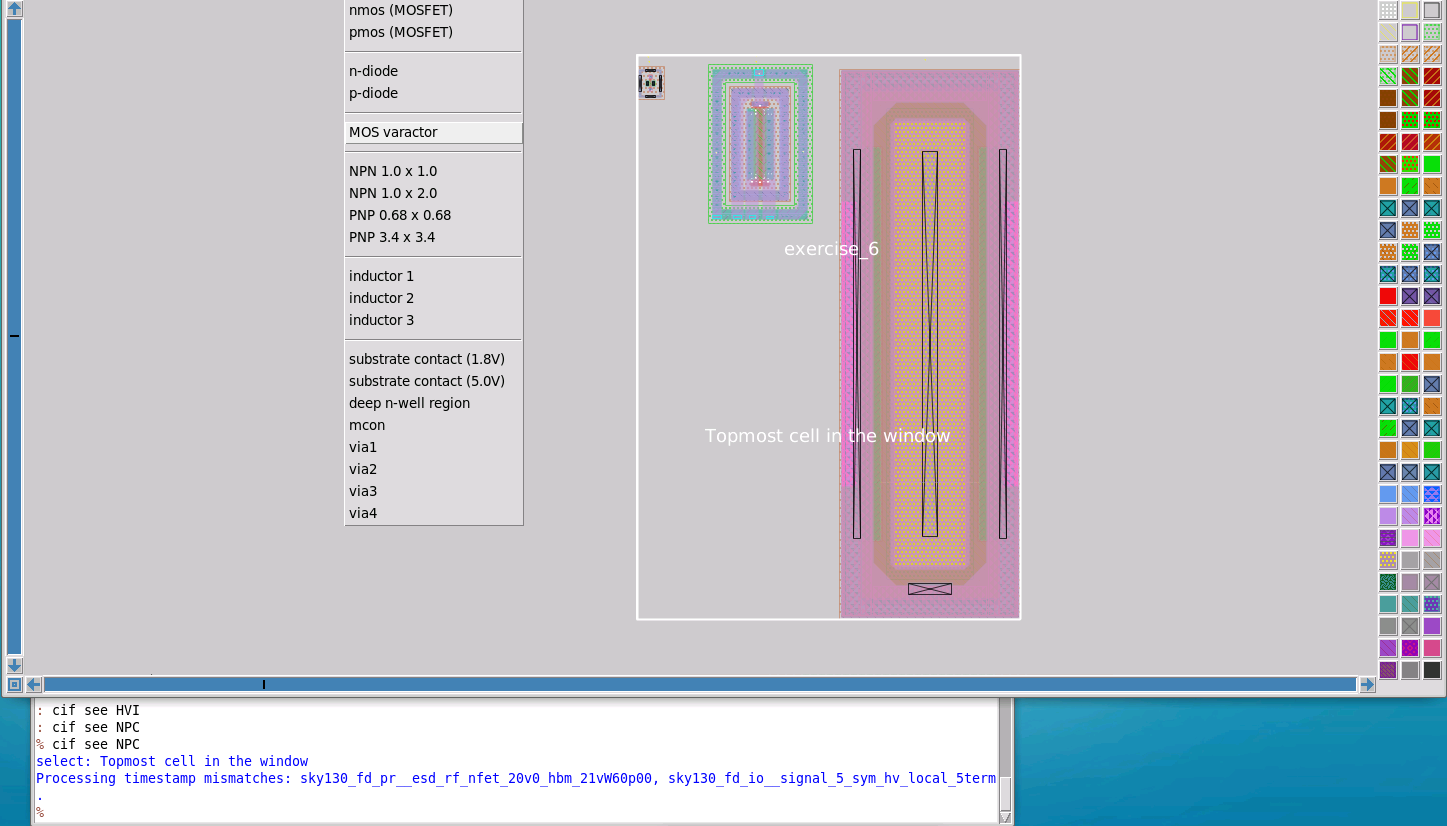 nmos (MOSFET)
pmos (MOSFET)
n-diode
p-diode
MOS varactor
NPN 1.0 x 1.0
NPN 1.0 x 2.0
PNP 0.68 x 0.68
PNP 3.4 x 3.4
inductor 1
inductor 2
inductor 3
substrate contact (1.8V)
substrate contact (5.0V)
deep n-well region
mcon
via1
via2
via3
via4
exercise_6
Topmost cell in the window
: cif see HVI
: cif see NPC
% cif see NPC
select: Topmost cell in the window
Processing timestamp mismatches: sky130_fd_pr__esd_rf_nfet_20v0_hbm_21vW60p00, sky130_fd_io__signal_5_sym_hv_local_5term
.
%